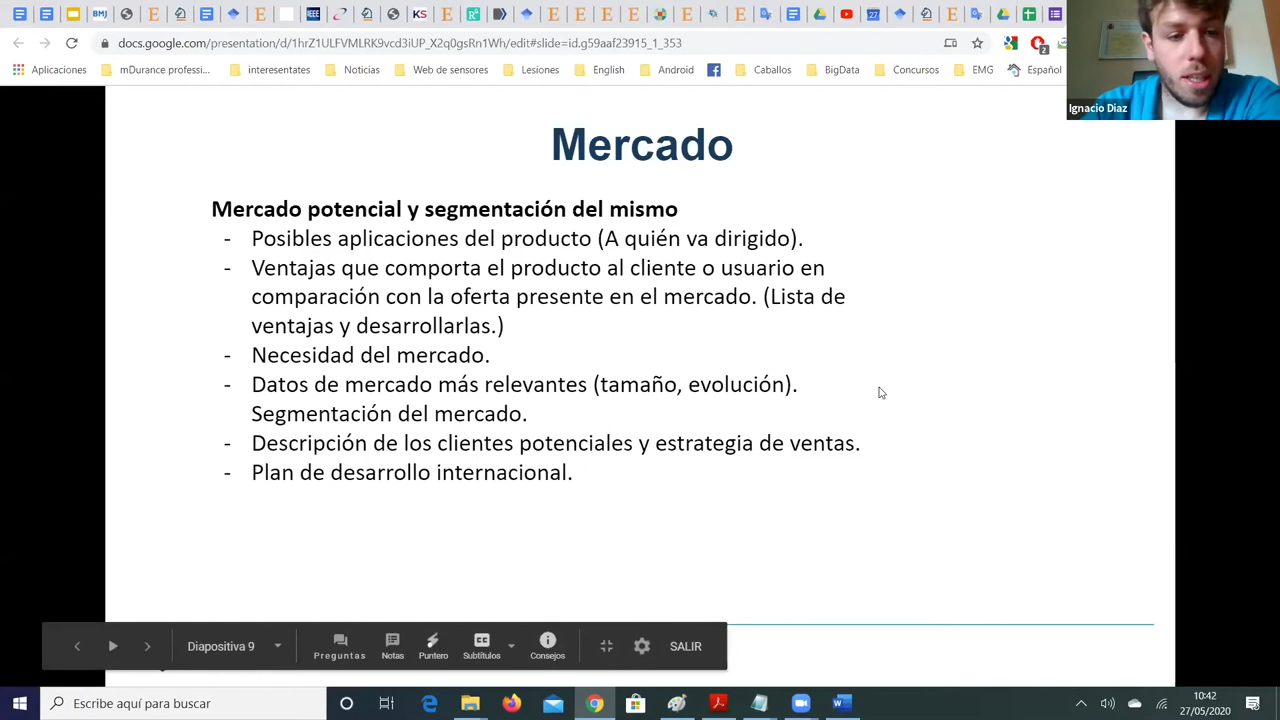 docs.google.com/presentation/d/1hnZ1ULFVMLDK9vcd3TLP_X2q0gsRn1Wh/edit#slide=id.g59aaf23915_1_353
Aplicaciones
mDurance professi...
interesentates
Noticias
Web de sensores
Lesiones
English
Android
Caballos
BigData
Concursos
EMG
Español
Ignacio Diaz
Mercado
Mercado potencial y segmentación del mismo
- Posibles aplicaciones del producto (A quién va dirigido).
- Ventajas que comporta el producto al cliente o usuario en
comparación con la oferta presente en el mercado. (Lista de
ventajas y desarrollarlas.)
- Necesidad del mercado.
- Datos de mercado más relevantes (tamaño, evolución).
Segmentación del mercado.
- Descripción de los clientes potenciales y estrategia de ventas.
- Plan de desarrollo internacional.
Diapositiva 9
Preguntas
Notas
Puntero
Subtítulos
Consejos
SALIR
Escribe aquí para buscar
10:42
27/05/2020